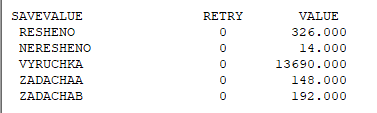 SAVEVALUE RETRY VALUE
RESHENO 0 326.000
NERESHENO 0 14.000
VYRUCHKA 0 13690.000
ZADACHAA 0 148.000
ZADACHAB 0 192.000